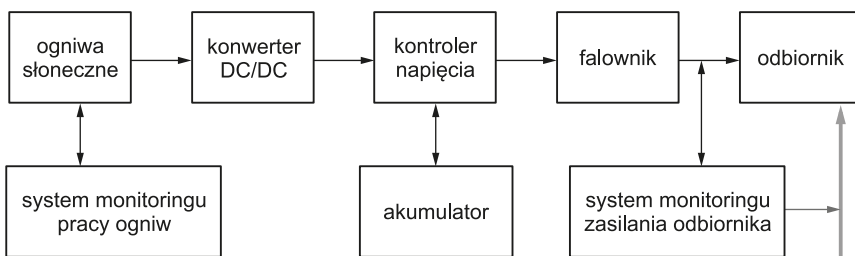 ogniwa
słoneczne
konwerter
DC/DC
kontroler
napięcia
falownik
odbiornik
system monitoringu
pracy ogniw
akumulator
system monitoringu
zasilania odbiornika